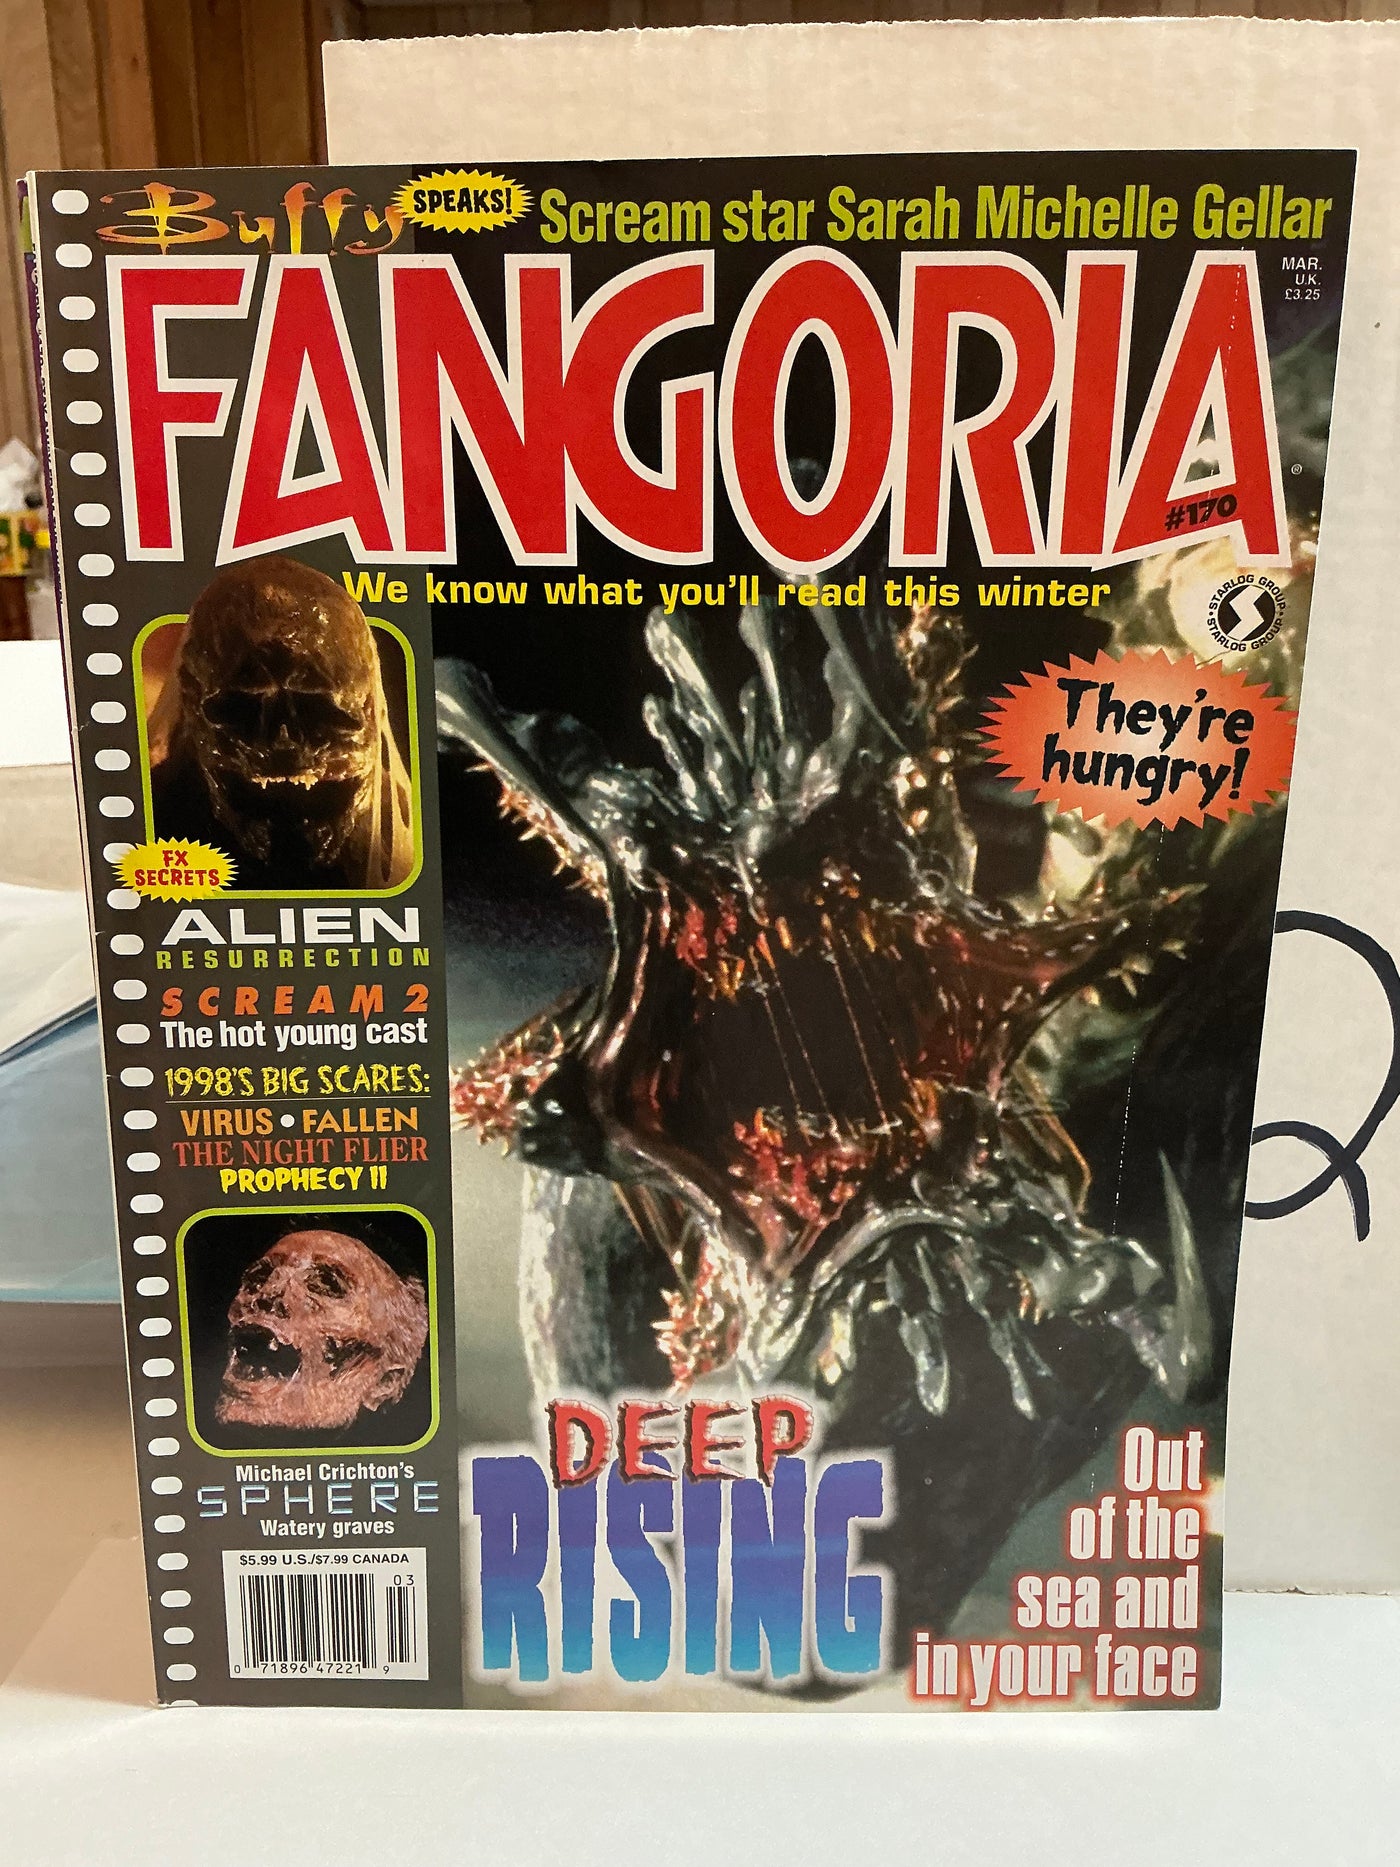 Buffy SPEAKS! Scream star Sarah Michelle Gellar
FANGORIA
MAR.
U.K.
£3.25
®
#170
We know what you'll read this winter
STARLOG GROUP
STARLOG GROUP
They're
hungry!
FX
SECRETS
ALIEN
RESURRECTION
SCREAM 2
The hot young cast
1998'S BIG SCARES:
VIRUS • FALLEN
THE NIGHT FLIER
PROPHECY II
Michael Crichton's
SPHERE
Watery graves
$5.99 U.S./$7.99 CANADA
03
0 71896 47221 9
DEEP
RISING
Out
of the
sea and
in your face
2